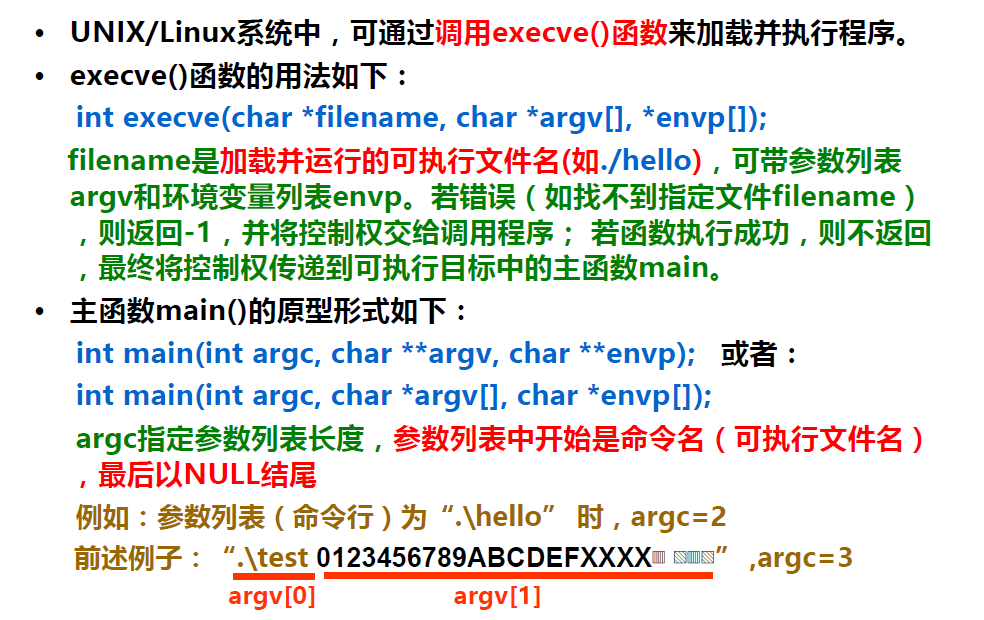 • UNIX/Linux系统中，可通过调用execve()函数来加载并执行程序。
• execve()函数的用法如下：
int execve(char *filename, char *argv[], *envp[]);
filename是加载并运行的可执行文件名(如./hello)，可带参数列表
argv和环境变量列表envp。若错误（如找不到指定文件filename）
，则返回-1，并将控制权交给调用程序； 若函数执行成功，则不返回
，最终将控制权传递到可执行目标中的主函数main。
• 主函数main()的原型形式如下：
int main(int argc, char **argv, char **envp); 或者：
int main(int argc, char *argv[], char *envp[]);
argc指定参数列表长度，参数列表中开始是命令名（可执行文件名）
，最后以NULL结尾
例如：参数列表（命令行）为“.\hello” 时，argc=2
前述例子：“.\test 0123456789ABCDEFXXXX▥ ▧▥▧” ,argc=3
argv[0] argv[1]